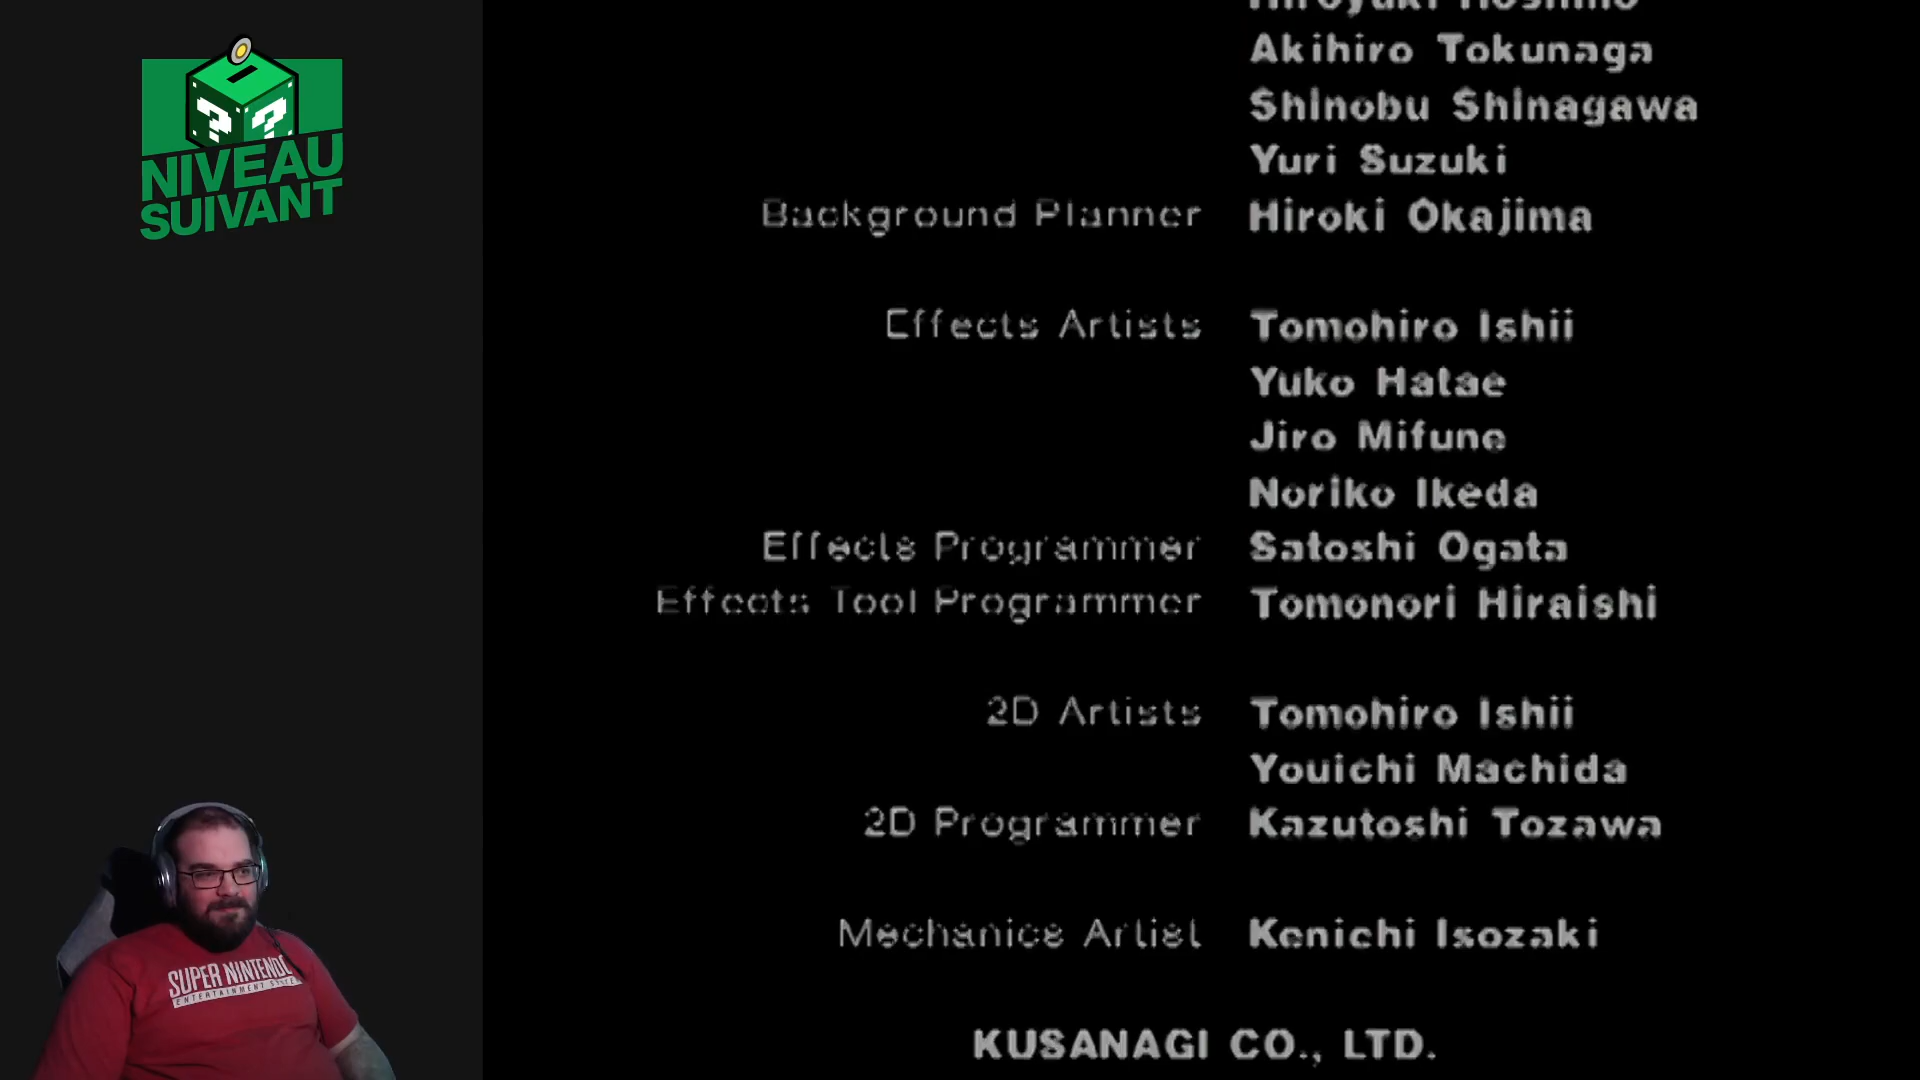 NIVEAU
SUIVANT
Akihiro Tokunaga
Shinobu Shinagawa
Yuri Suzuki
Background Planner Hiroki Okajima
Effects Artists Tomohiro Ishii
Yuko Hatae
Jiro Mifune
Noriko Ikeda
Effects Programmer Satoshi Ogata
Effects Tool Programmer Tomonori Hiraishi
2D Artists Tomohiro Ishii
Youichi Machida
2D Programmer Kazutoshi Tozawa
Mechanics Artist Kenichi Isozaki
KUSANAGI CO., LTD.
SUPER NINTENDO
ENTERTAINMENT SYSTEM